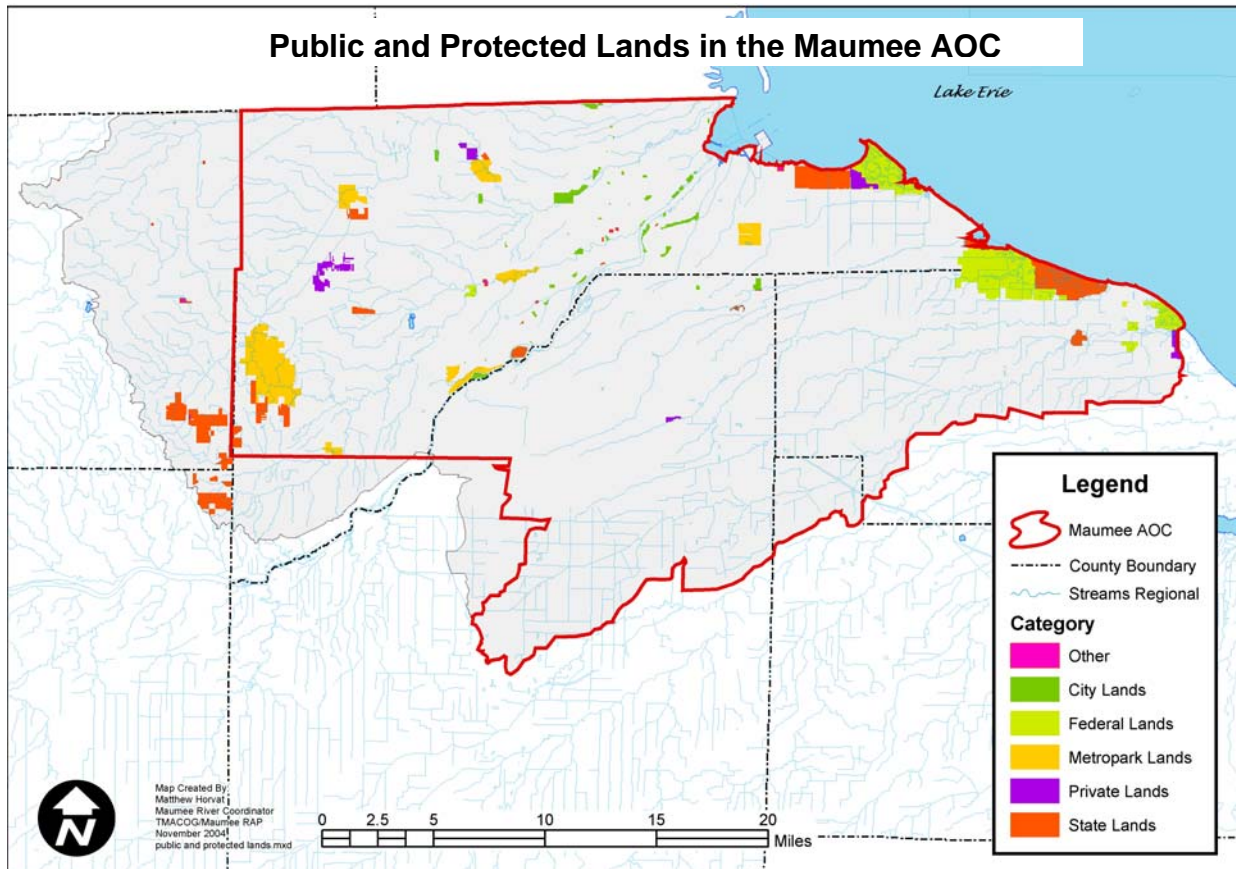 Public and Protected Lands in the Maumee AOC
Lake Erie
Legend
Maumee AOC
County Boundary
Streams Regional
Category
Other
City Lands
Federal Lands
Metropark Lands
Private Lands
State Lands
N
Map Created By
Matthew Horvat
Maumee River Coordinator
TMACOG/Maumee RAP
November 2004
public and protected lands.mxd
0 2.5 5 10 15 20
Miles